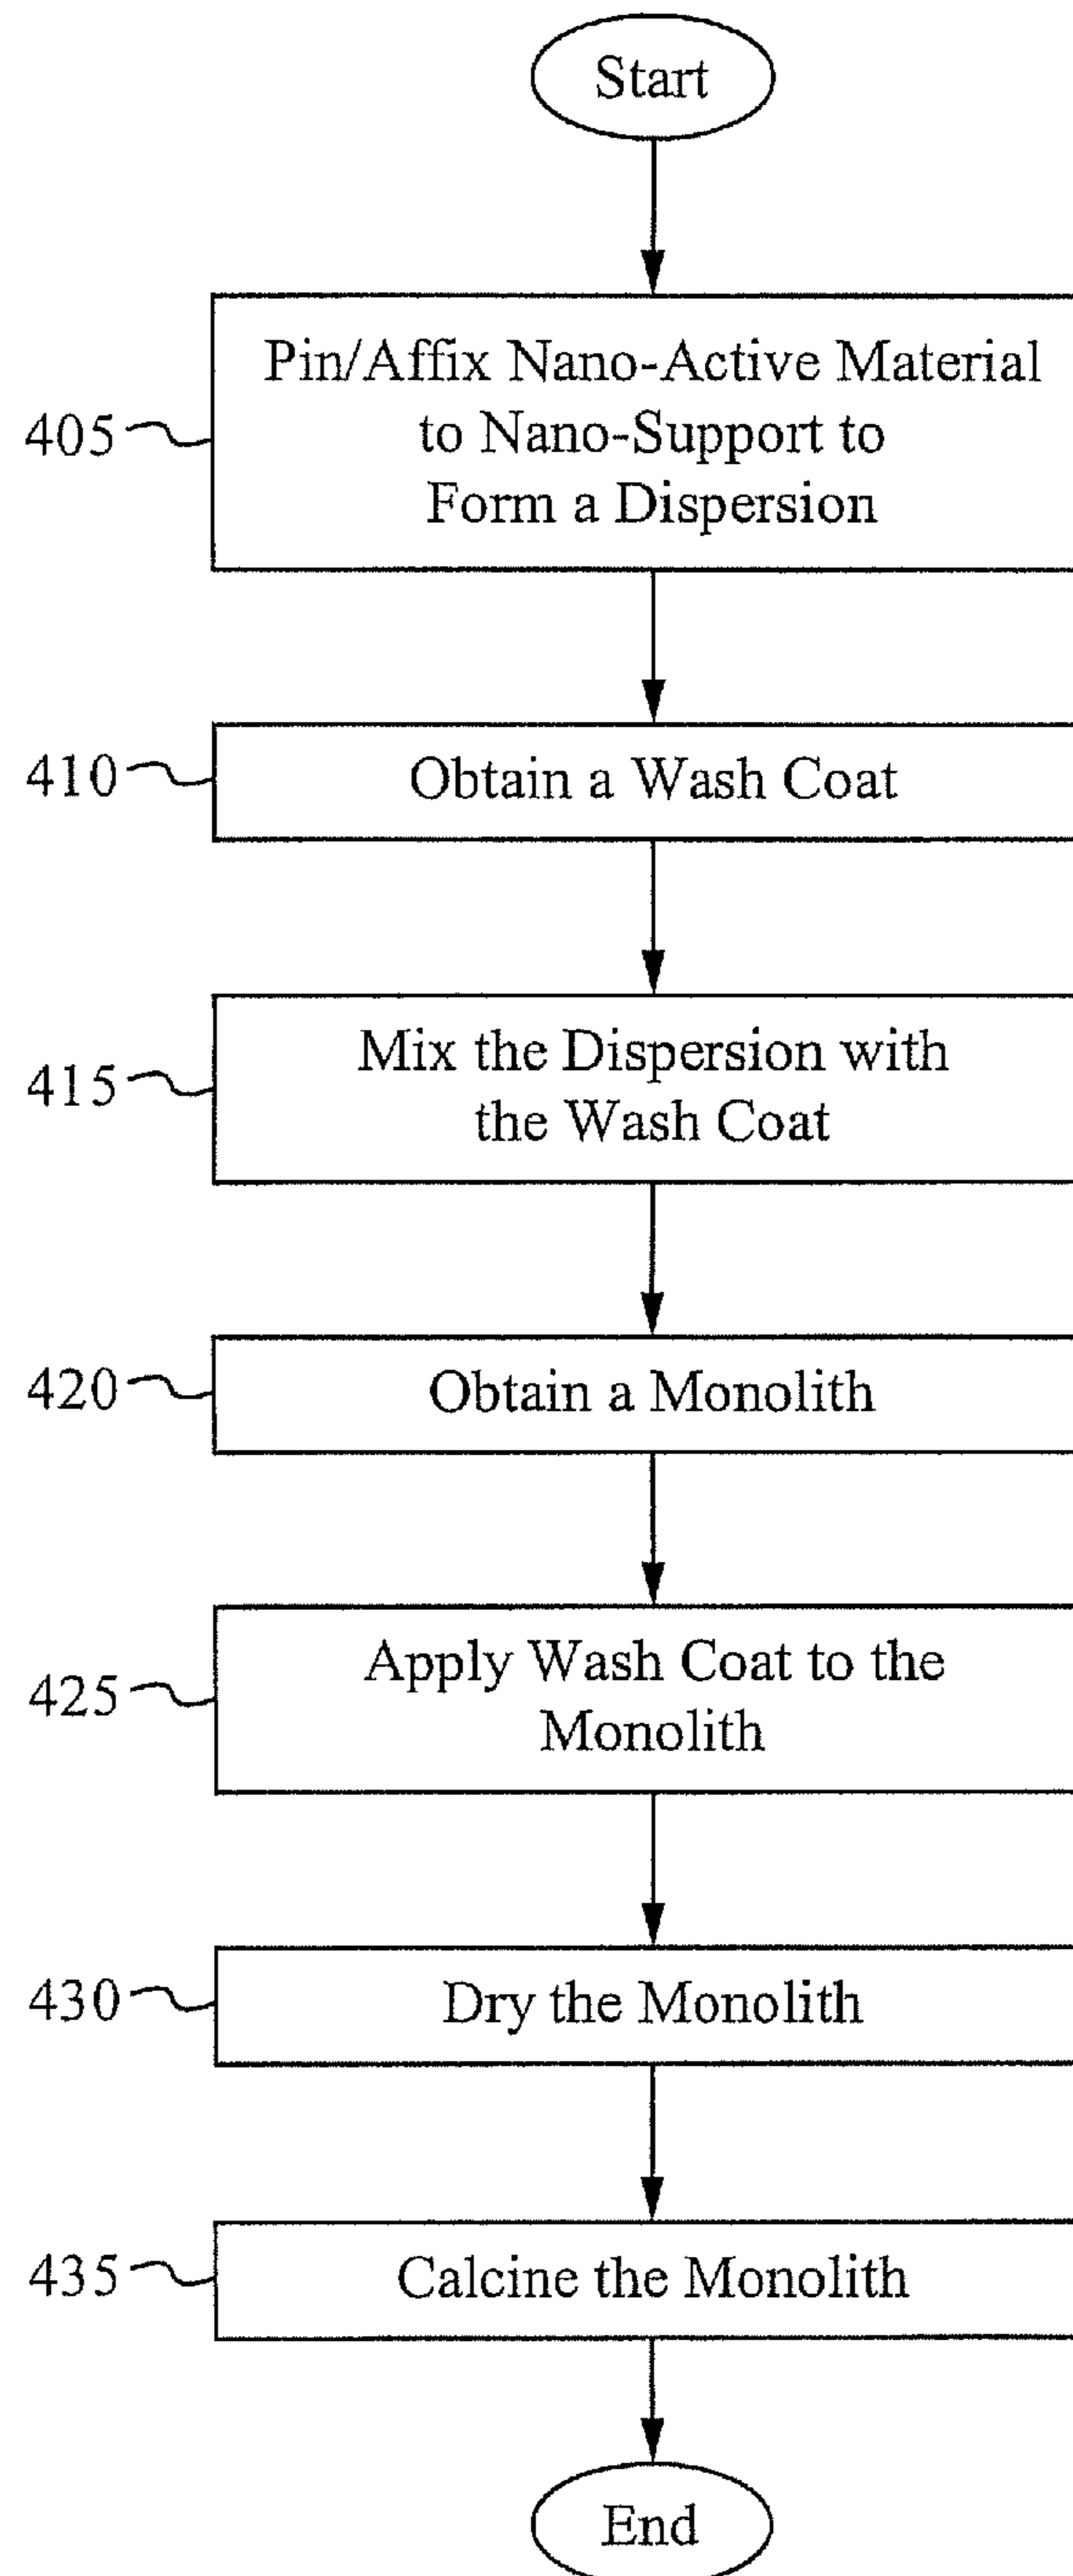 Start
405
Pin/Affix Nano-Active Material
to Nano-Support to
Form a Dispersion
410
Obtain a Wash Coat
415
Mix the Dispersion with
the Wash Coat
420
Obtain a Monolith
425
Apply Wash Coat to the
Monolith
430
Dry the Monolith
435
Calcine the Monolith
End